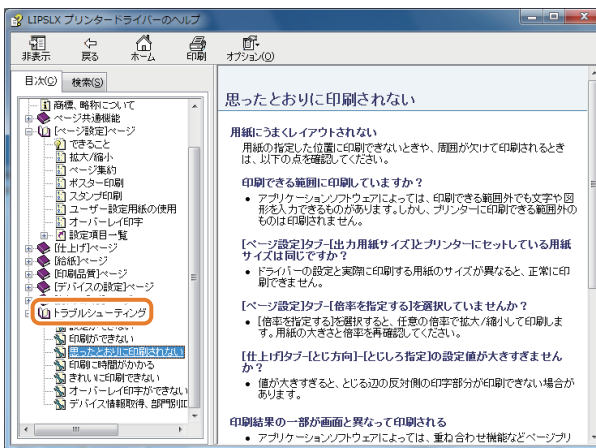 LIPSLX プリンタードライバーのヘルプ
非表示 戻る ホーム 印刷 オプション(O)
目次(C) 検索(S)
商標、略称について
ページ共通機能
[ページ設定]ページ
できること
拡大/縮小
ページ集約
ポスター印刷
スタンプ印刷
ユーザー設定用紙の使用
オーバーレイ印字
設定項目一覧
[仕上げ]ページ
[給紙]ページ
[印刷品質]ページ
[デバイスの設定]ページ
トラブルシューティング
印刷ができない
思ったとおりに印刷されない
印刷に時間がかかる
きれいに印刷できない
オーバーレイ印字ができない
デバイス情報取得、部門別ID
思ったとおりに印刷されない
用紙にうまくレイアウトされない
用紙の指定した位置に印刷できないときや、周囲が欠けて印刷されるとき
は、以下の点を確認してください。
印刷できる範囲に印刷していますか?
• アプリケーションソフトウェアによっては、印刷できる範囲外でも文字や図
形を入力できるものがあります。しかし、プリンターに印刷できる範囲外の
ものは印刷されません。
[ページ設定]タブ-[出力用紙サイズ]とプリンターにセットしている用紙
サイズは同じですか?
• ドライバーの設定と実際に印刷する用紙のサイズが異なると、正常に印
刷できません。
[ページ設定]タブ-[倍率を指定する]を選択していませんか?
• [倍率を指定する]を選択すると、任意の倍率で拡大/縮小して印刷しま
す。用紙の大きさと倍率を再確認してください。
[仕上げ]タブ-[とじ方向]-[とじしろ指定]の設定値が大きすぎません
か?
• 値が大きすぎると、とじる辺の反対側の印字部分が印刷できない場合が
あります。
印刷結果の一部が画面と異なって印刷される
• アプリケーションソフトウェアによっては、重ね合わせ機能などページプリ